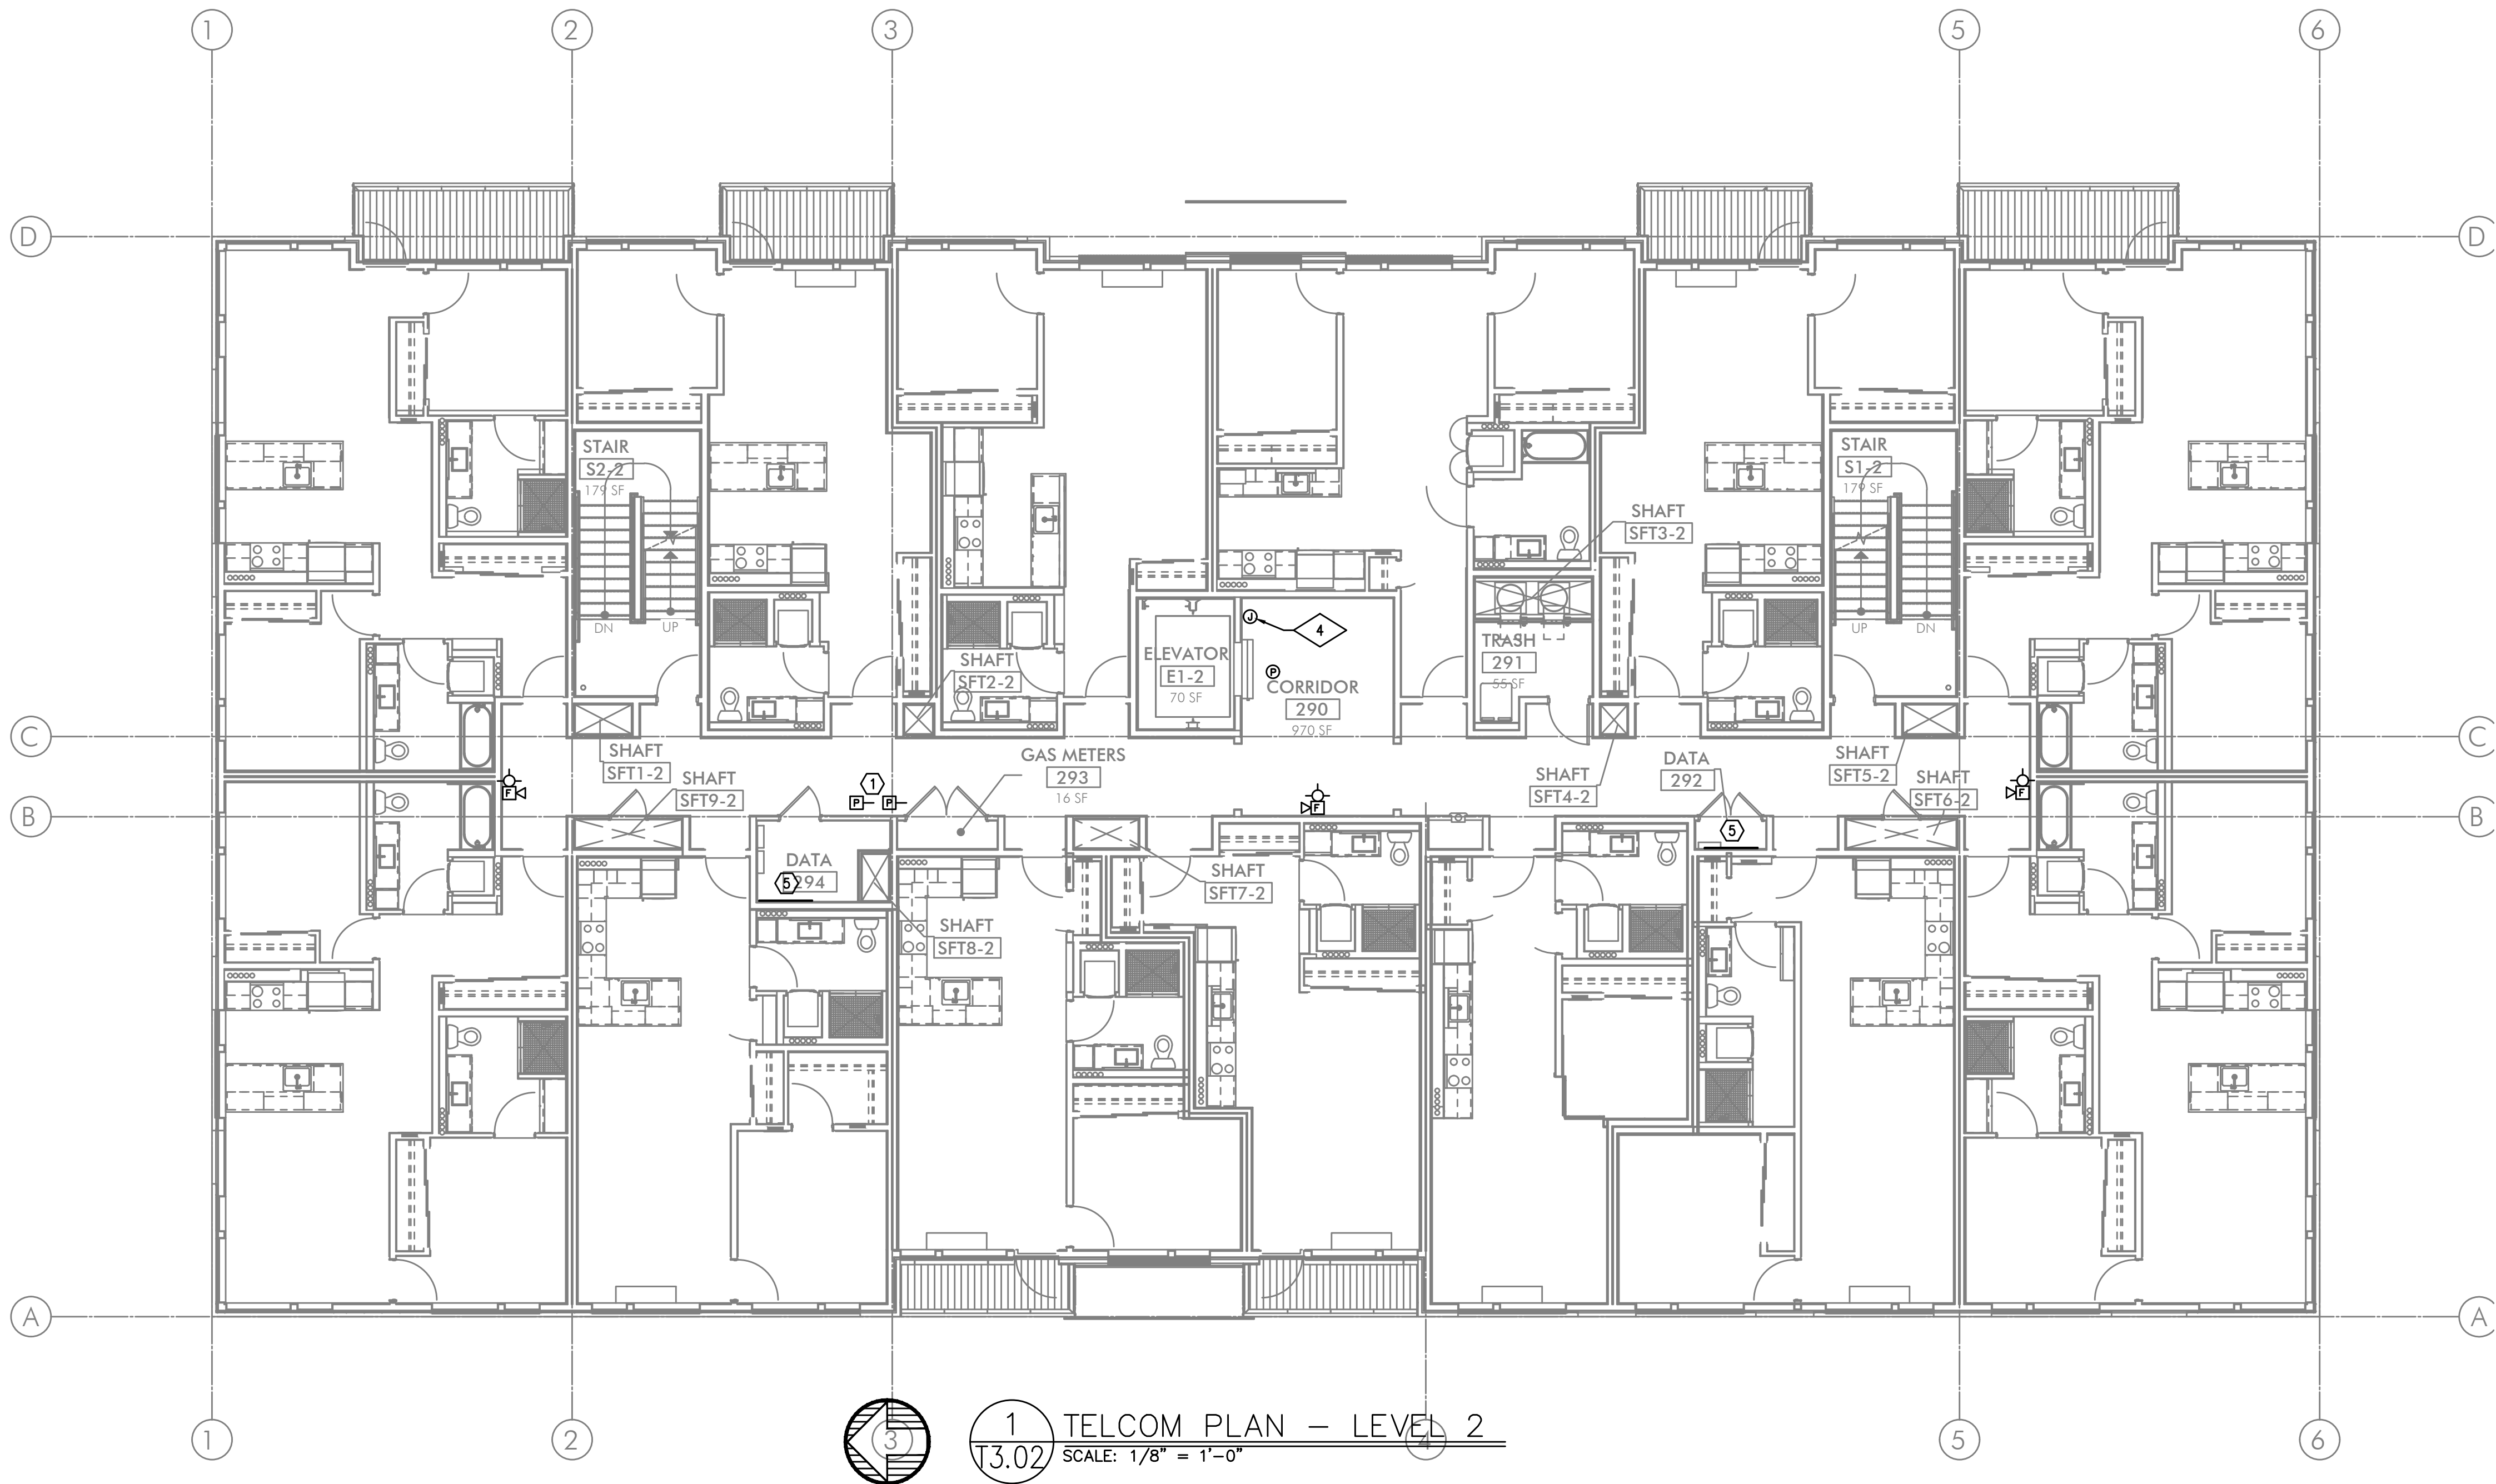 1
2
3
5
6
D
D
STAIR
S2-2
179 SF
STAIR
S1-2
179 SF
SHAFT
SFT3-2
DN
UP
UP
DN
J
4
TRASH
291
55 SF
ELEVATOR
E1-2
70 SF
P
CORRIDOR
290
970 SF
SHAFT
SFT2-2
C
C
SHAFT
SFT1-2
GAS METERS
293
16 SF
SHAFT
SFT9-2
1
P
P
F
F
F
SHAFT
SFT4-2
DATA
292
SHAFT
SFT5-2
SHAFT
SFT6-2
B
B
5
DATA
294
5
SHAFT
SFT7-2
SHAFT
SFT8-2
A
A
1
2
3
4
5
6
1
T3.02
TELCOM PLAN - LEVEL 2
SCALE: 1/8" = 1'-0"